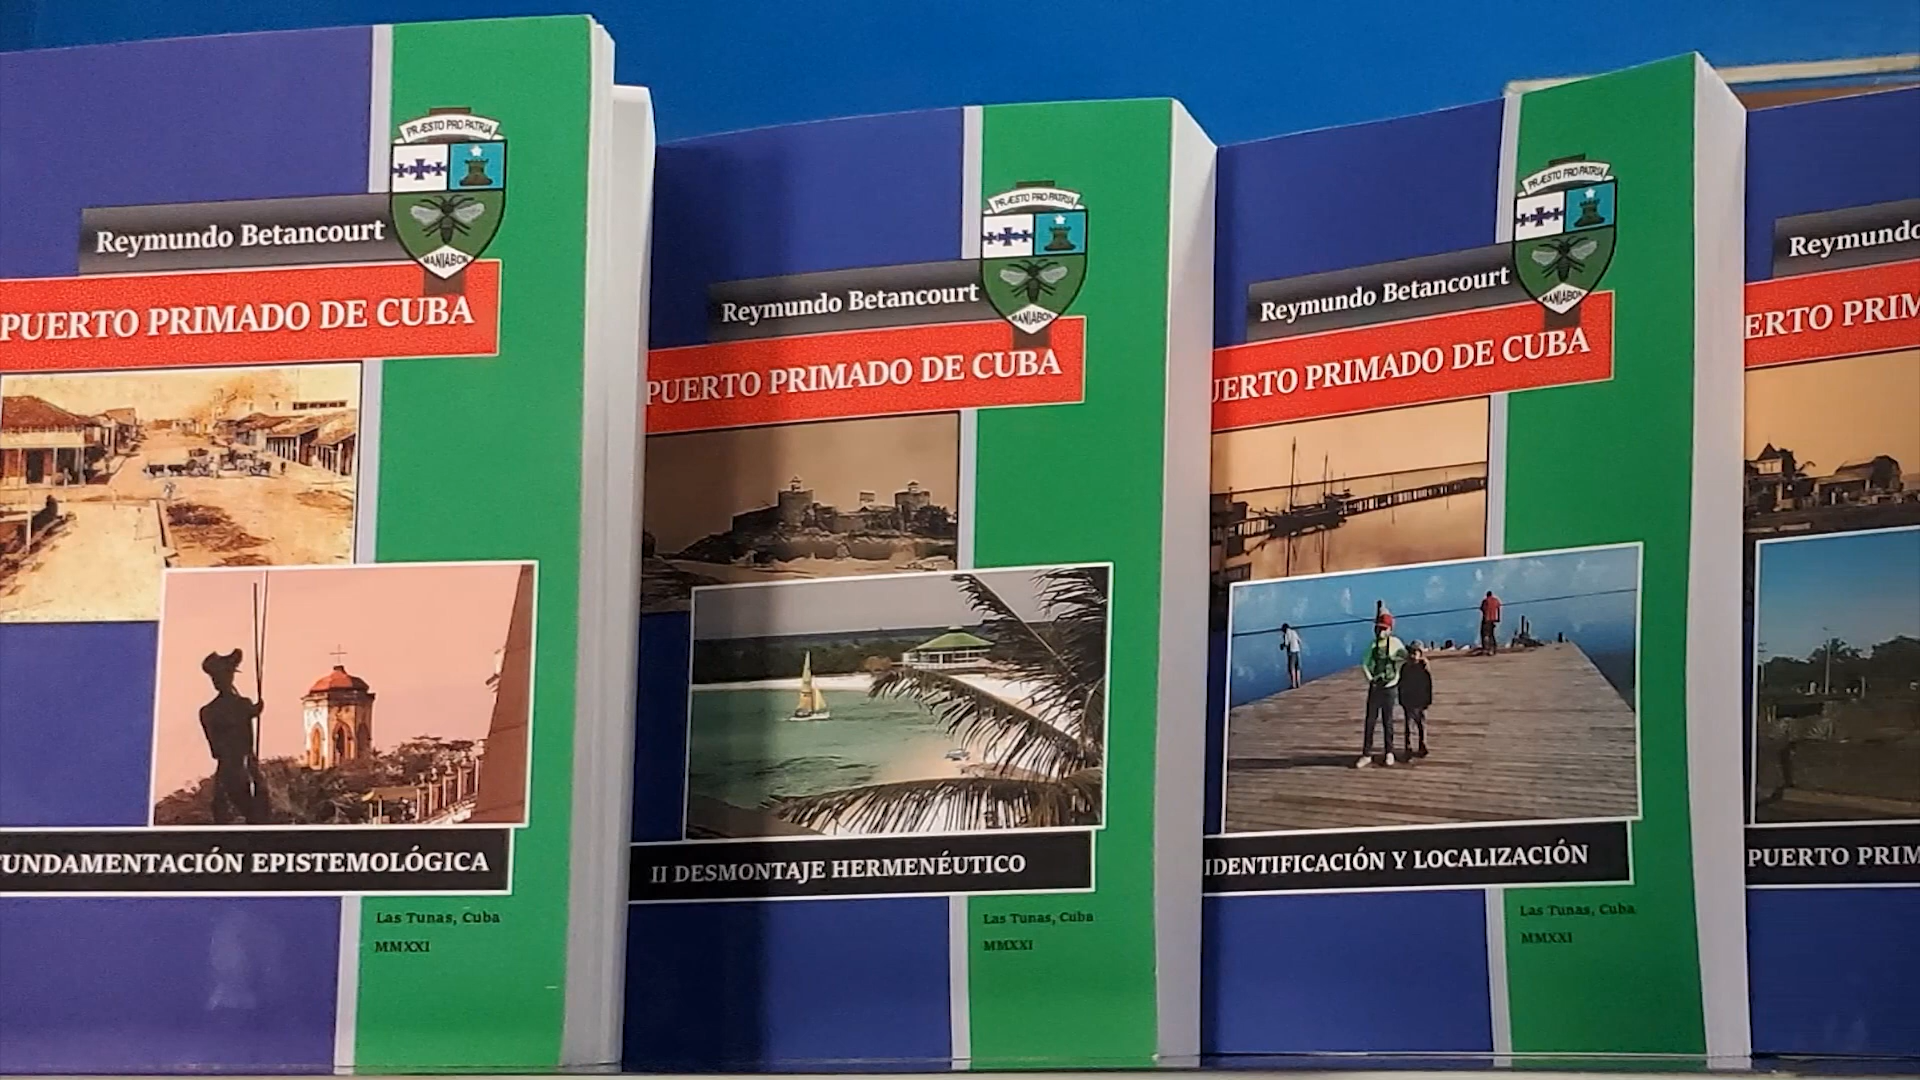 PRÆSTO PRO PATRIA
MANIABON
Reymundo Betancourt
PUERTO PRIMADO DE CUBA
FUNDAMENTACIÓN EPISTEMOLÓGICA
Las Tunas, Cuba
MMXXI
PRÆSTO PRO PATRIA
MANIABON
Reymundo Betancourt
PUERTO PRIMADO DE CUBA
II DESMONTAJE HERMENÉUTICO
Las Tunas, Cuba
MMXXI
PRÆSTO PRO PATRIA
MANIABON
Reymundo Betancourt
UERTO PRIMADO DE CUBA
IDENTIFICACIÓN Y LOCALIZACIÓN
Las Tunas, Cuba
MMXXI
Reymundo
ERTO PRIM
PUERTO PRIM